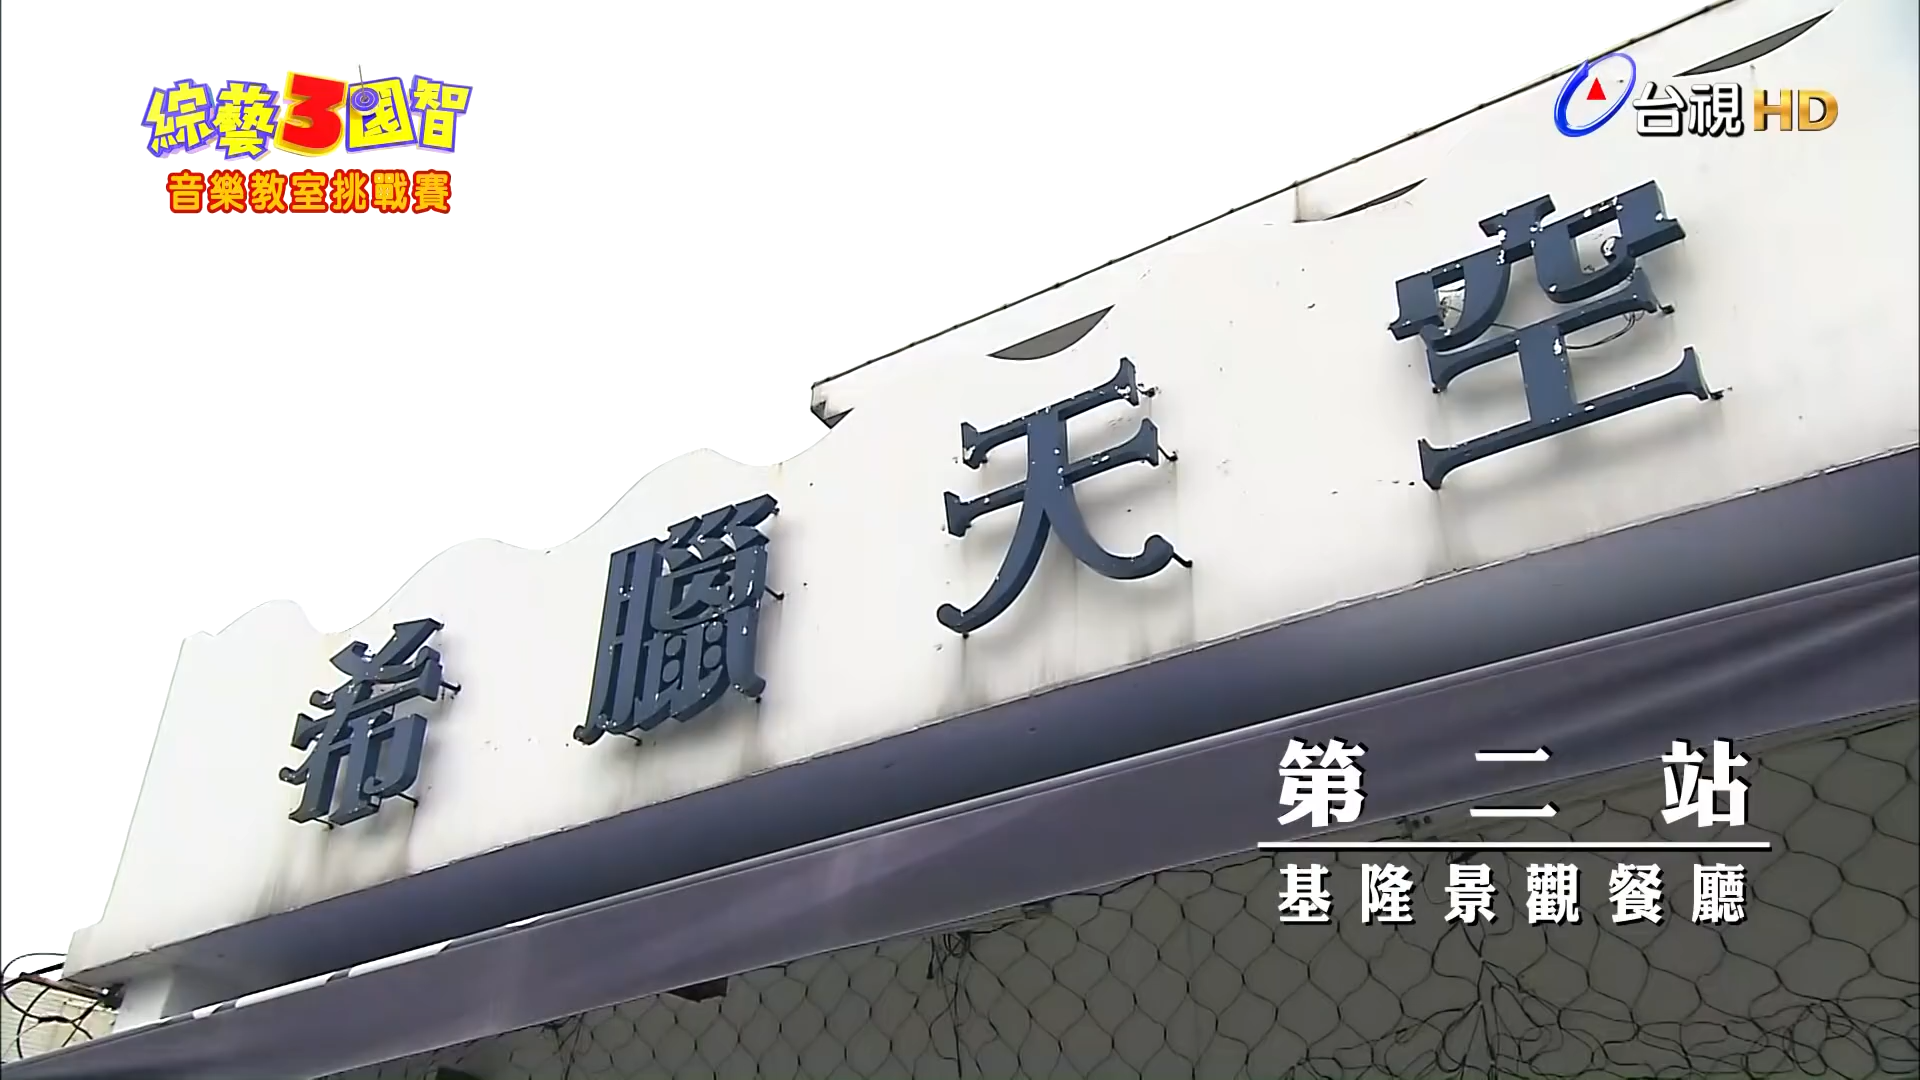 綜藝3國智
音樂教室挑戰賽
台視HD
希臘天空
第二站
基隆景觀餐廳